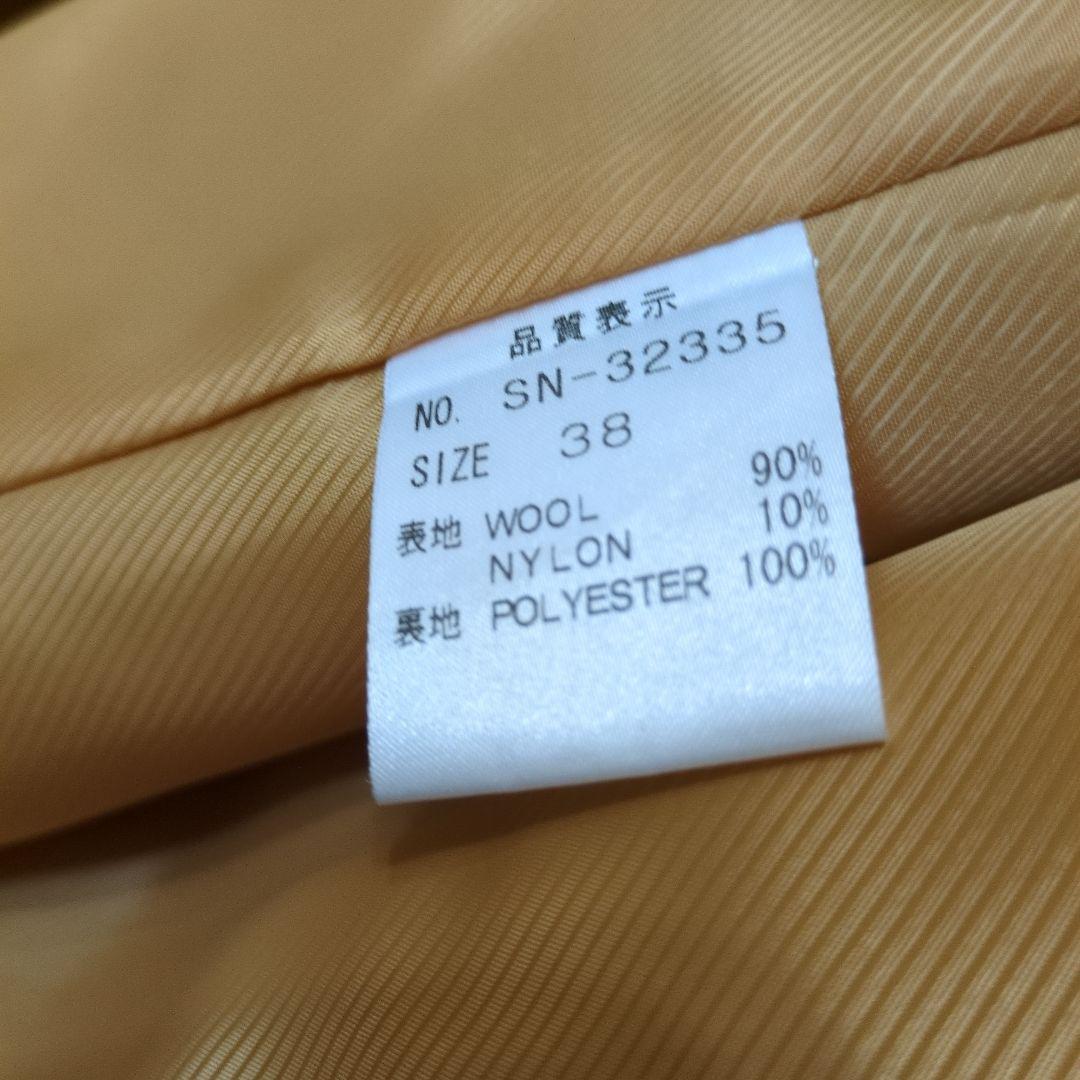 品質表示
NO. SN-32335
SIZE 38
表地 WOOL 90%
NYLON 10%
裏地 POLYESTER 100%